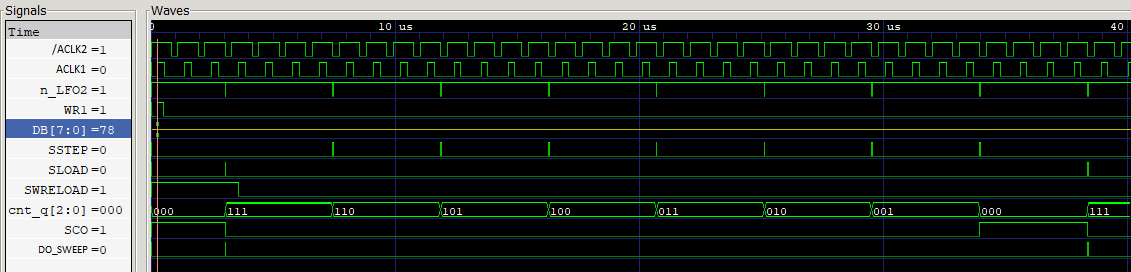 Signals
Waves
Time
0 10 us 20 us 30 us 40
/ACLK2 =1
ACLK1 =0
n_LFO2 =1
WR1 =1
DB[7:0] =78
SSTEP =0
SLOAD =0
SWRELOAD =1
cnt_q[2:0] =000
000 111 110 101 100 011 010 001 000 111
SCO =1
DO_SWEEP =0